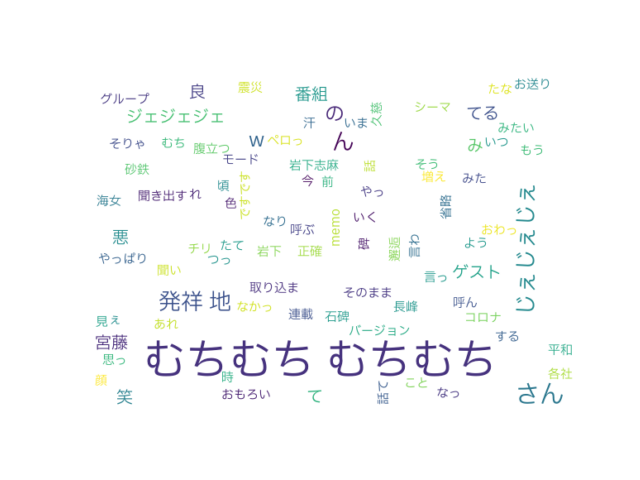 震災
たな
お送り
グループ
良
番組
ジェジェジェ
の
久慈
シーマ
てる
汗
いま
みたい
そりゃ
むち
腹立つ
w
ペロっ
ん
み
いつ
もう
モード
岩下志麻
話
そう
砂鉄
です
です
頃
今
前
増え
みた
海女
聞き出す
れ
色
やっ
省略
じぇじぇじぇ
悪
なり
呼ぶ
memo
いく
おわっ
チリ
たて
つっ
岩下
正確
邂逅
言わ
よう
やっぱり
聞い
言っ
ゲスト
取り込ま
そのまま
発祥
地
なかっ
連載
石碑
長峰
呼ん
見え
あれ
バージョン
コロナ
宮藤
する
思っ
むちむち
むちむち
平和
顔
時
こと
各社
笑
おもろい
て
話て
なっ
さん